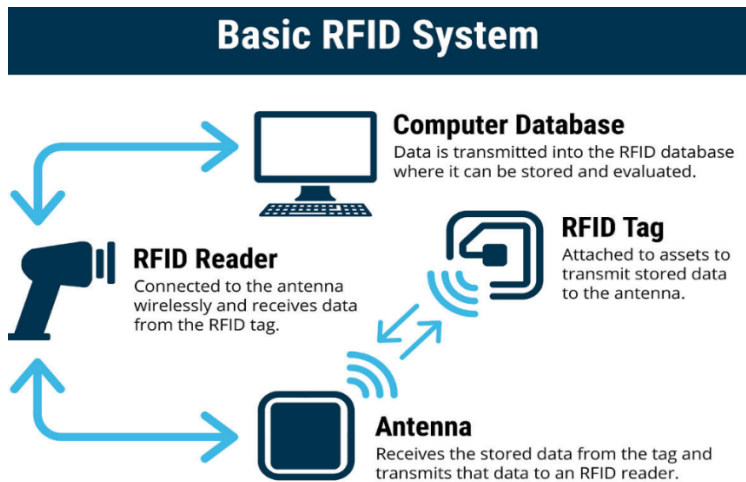 Basic RFID System
Computer Database
Data is transmitted into the RFID database
where it can be stored and evaluated.
RFID Tag
Attached to assets to
transmit stored data
to the antenna.
RFID Reader
Connected to the antenna
wirelessly and receives data
from the RFID tag.
Antenna
Receives the stored data from the tag and
transmits that data to an RFID reader.